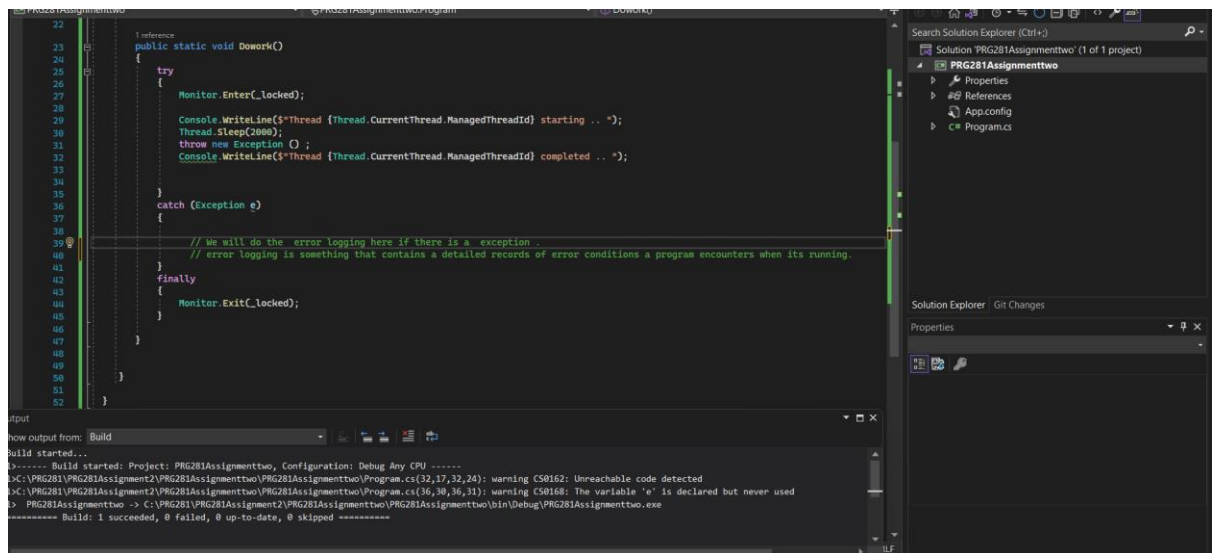 PRG281Assignmenttwo
PRG281Assignmenttwo.Program
Dowork()
22
1 reference
23 public static void Dowork()
24 {
25 try
26 {
27 Monitor.Enter(_locked);
28
29 Console.WriteLine($"Thread {Thread.CurrentThread.ManagedThreadId} starting .. ");
30 Thread.Sleep(2000);
31 throw new Exception () ;
32 Console.WriteLine($"Thread {Thread.CurrentThread.ManagedThreadId} completed .. ");
33
34
35 }
36 catch (Exception e)
37 {
38
39 // We will do the  error logging here if there is a  exception .
40 // error logging is something that contains a detailed records of error conditions a program encounters when its running.
41 }
42 finally
43 {
44 Monitor.Exit(_locked);
45 }
46
47 }
48
49
50 }
51
52 }
Search Solution Explorer (Ctrl+;)
Solution 'PRG281Assignmenttwo' (1 of 1 project)
PRG281Assignmenttwo
Properties
References
App.config
C# Program.cs
Solution Explorer Git Changes
Properties
utput
how output from: Build
Build started...
1>------ Build started: Project: PRG281Assignmenttwo, Configuration: Debug Any CPU ------
1>C:\PRG281\PRG281Assignment2\PRG281Assignmenttwo\PRG281Assignmenttwo\Program.cs(32,17,32,24): warning CS0162: Unreachable code detected
1>C:\PRG281\PRG281Assignment2\PRG281Assignmenttwo\PRG281Assignmenttwo\Program.cs(36,30,36,31): warning CS0168: The variable 'e' is declared but never used
1>  PRG281Assignmenttwo -> C:\PRG281\PRG281Assignment2\PRG281Assignmenttwo\PRG281Assignmenttwo\bin\Debug\PRG281Assignmenttwo.exe
========== Build: 1 succeeded, 0 failed, 0 up-to-date, 0 skipped ==========